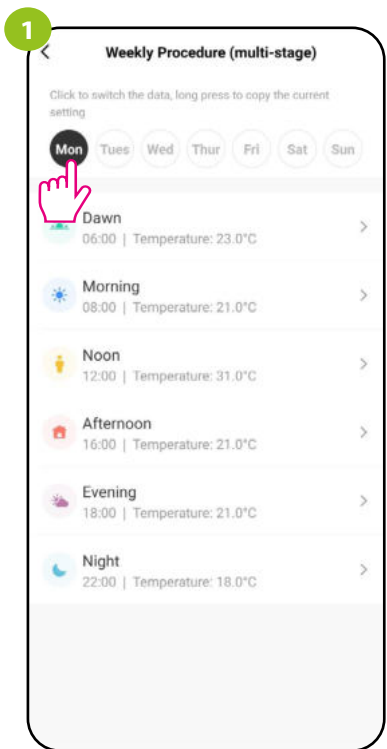 1
Weekly Procedure (multi-stage)
Click to switch the data, long press to copy the current
setting
Mon Tues Wed Thur Fri Sat Sun
Dawn
06:00 | Temperature: 23.0°C
Morning
08:00 | Temperature: 21.0°C
Noon
12:00 | Temperature: 31.0°C
Afternoon
16:00 | Temperature: 21.0°C
Evening
18:00 | Temperature: 21.0°C
Night
22:00 | Temperature: 18.0°C